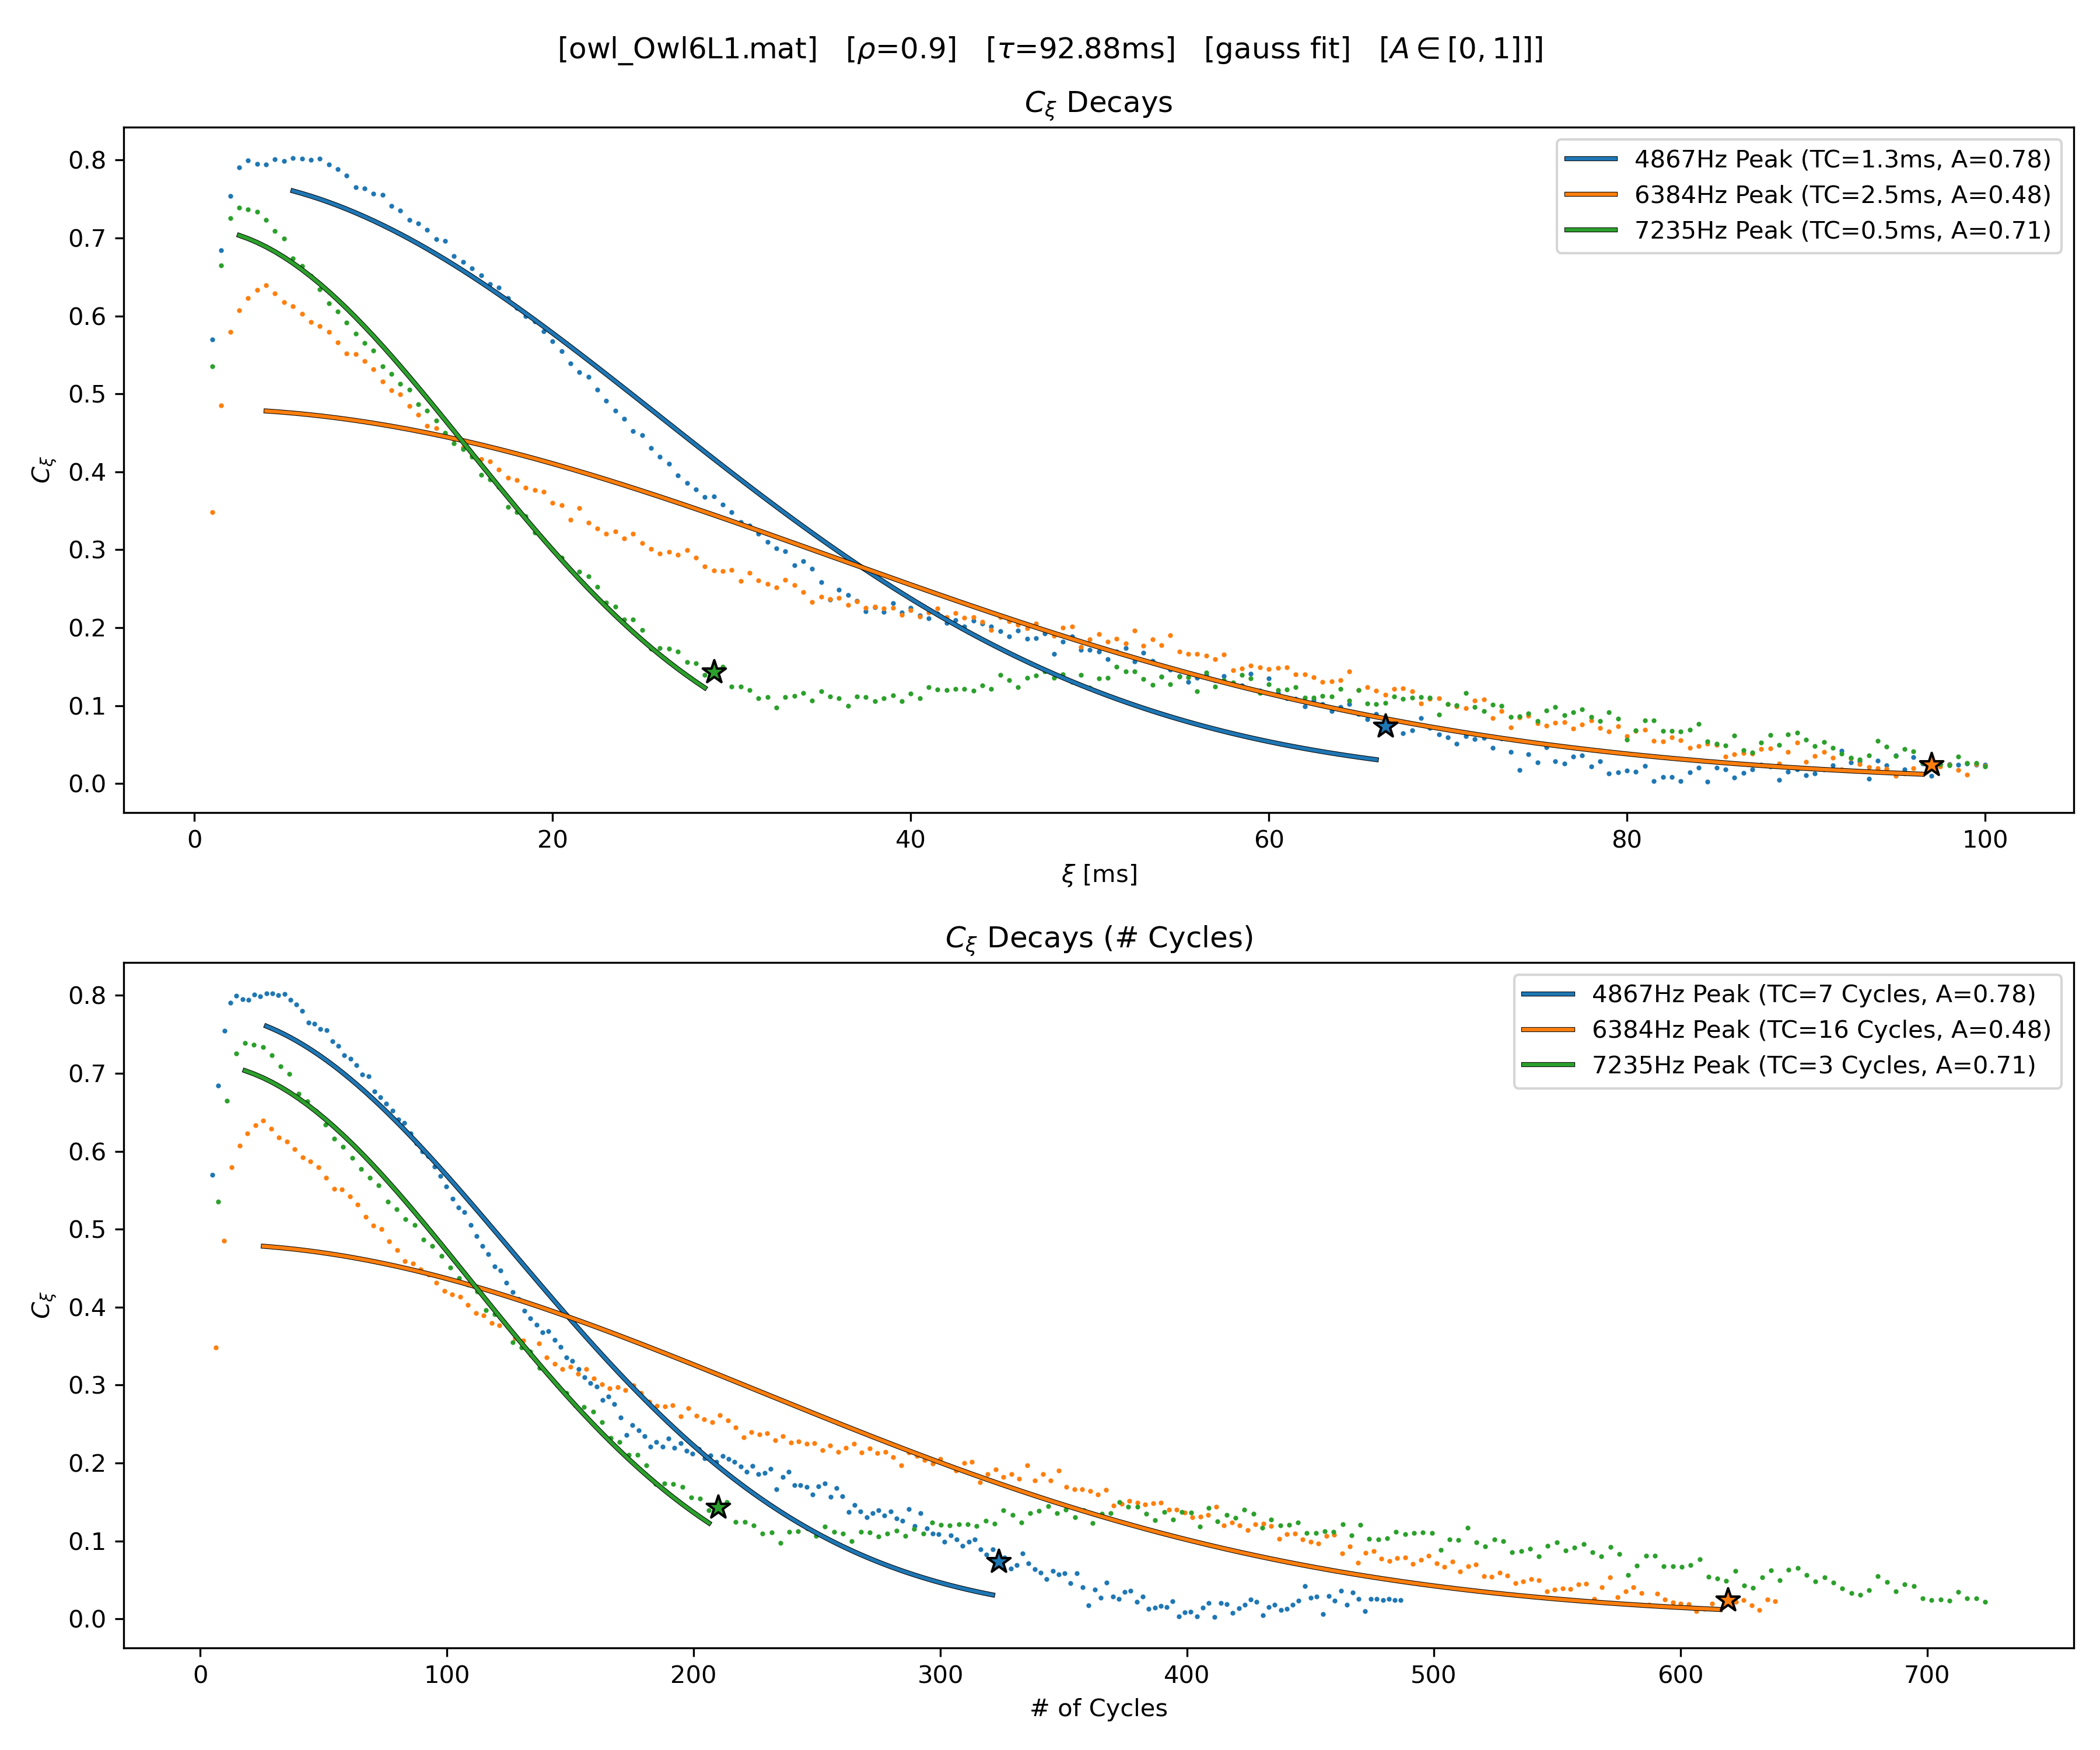 [owl_Owl6L1.mat] [ρ=0.9] [τ=92.88ms] [gauss fit] [A ∈ [0, 1]]]
C_ξ Decays
C_ξ
0.8
0.7
0.6
0.5
0.4
0.3
0.2
0.1
0.0
4867Hz Peak (TC=1.3ms, A=0.78)
6384Hz Peak (TC=2.5ms, A=0.48)
7235Hz Peak (TC=0.5ms, A=0.71)
0 20 40 60 80 100
ξ [ms]
C_ξ Decays (# Cycles)
C_ξ
0.8
0.7
0.6
0.5
0.4
0.3
0.2
0.1
0.0
4867Hz Peak (TC=7 Cycles, A=0.78)
6384Hz Peak (TC=16 Cycles, A=0.48)
7235Hz Peak (TC=3 Cycles, A=0.71)
0 100 200 300 400 500 600 700
# of Cycles